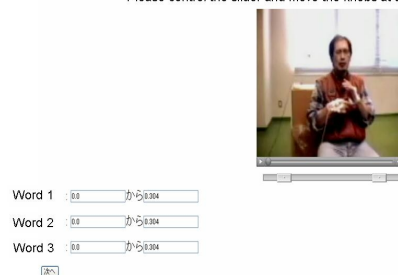 Please control the slider and move the knobs at t
Word 1 : 0.0 から 0.304
Word 2 : 0.0 から 0.304
Word 3 : 0.0 から 0.304
次へ